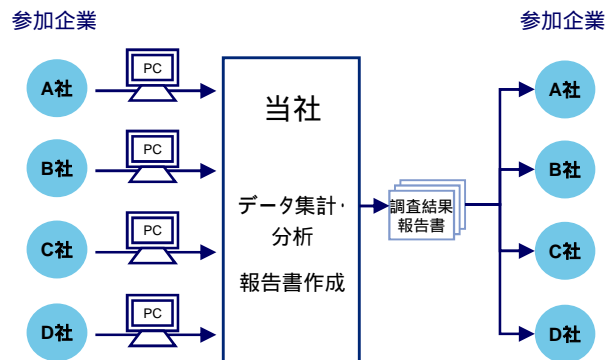 参加企業
参加企業
A社
PC
当社
A社
B社
PC
B社
データ集計・
分析
調査結果
報告書
C社
PC
報告書作成
C社
D社
PC
D社